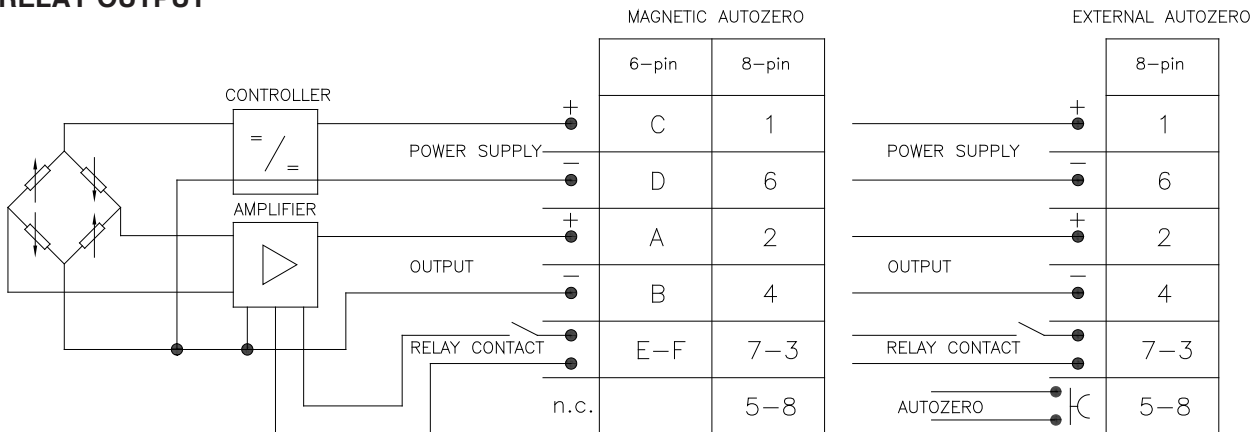 RELAY OUTPUT
MAGNETIC AUTOZERO
EXTERNAL AUTOZERO
6-pin 8-pin
8-pin
CONTROLLER
= / =
+ C 1
+ 1
POWER SUPPLY
POWER SUPPLY
- D 6
- 6
AMPLIFIER
+ A 2
+ 2
OUTPUT
OUTPUT
- B 4
- 4
RELAY CONTACT E-F 7-3
RELAY CONTACT 7-3
n.c. 5-8
AUTOZERO 5-8